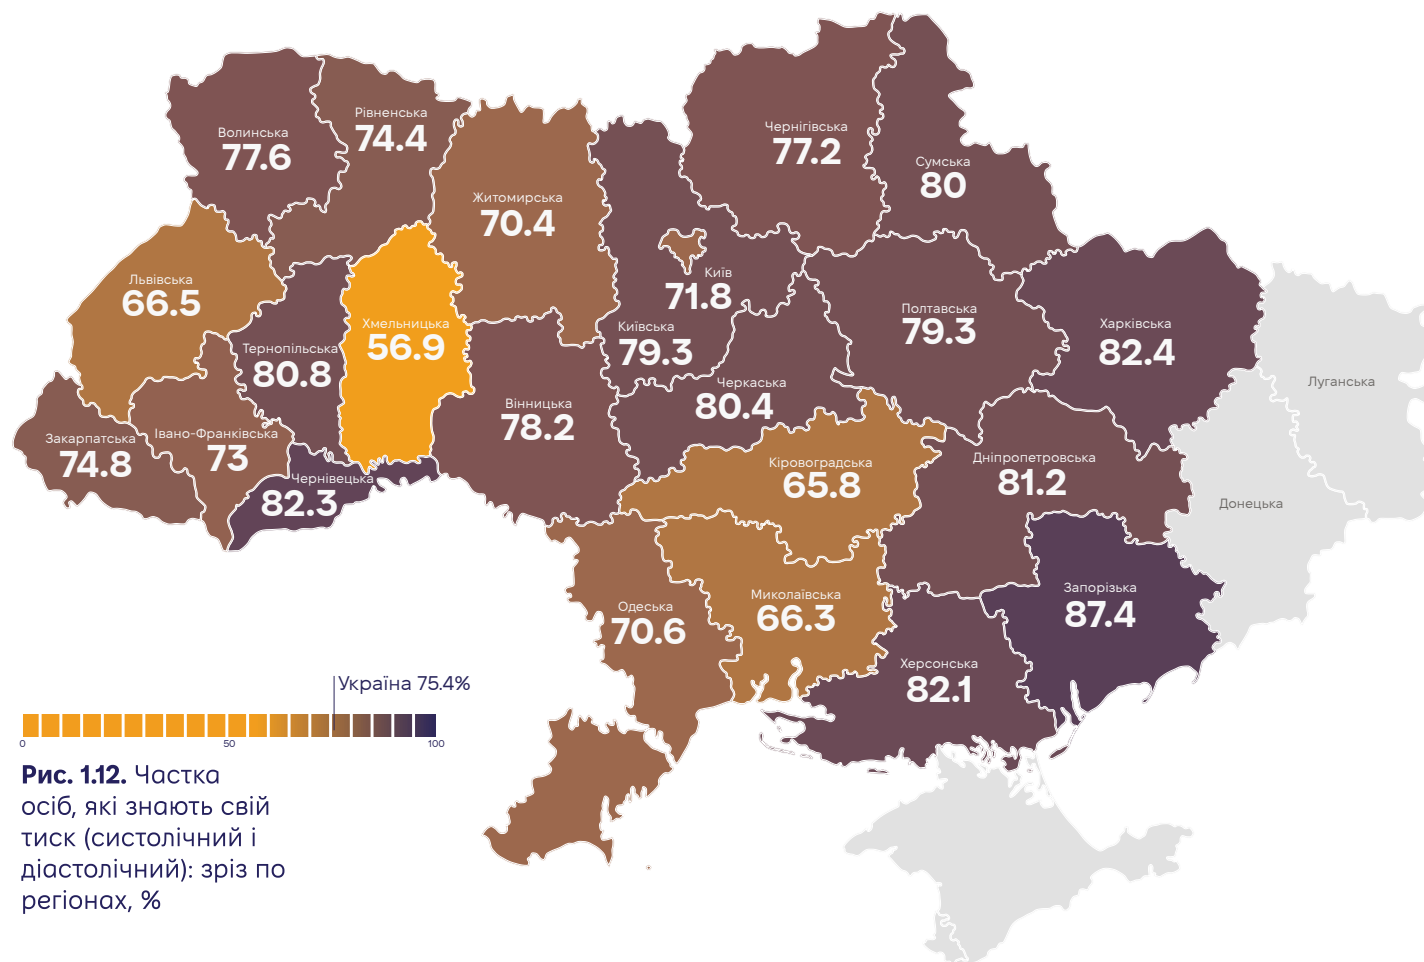 Волинська
77.6
Рівненська
74.4
Житомирська
70.4
Чернігівська
77.2
Сумська
80
Львівська
66.5
Тернопільська
80.8
Хмельницька
56.9
Київ
71.8
Київська
79.3
Полтавська
79.3
Харківська
82.4
Луганська
Закарпатська
74.8
Івано-Франківська
73
Чернівецька
82.3
Вінницька
78.2
Черкаська
80.4
Кіровоградська
65.8
Дніпропетровська
81.2
Донецька
Одеська
70.6
Миколаївська
66.3
Запорізька
87.4
Херсонська
82.1
Україна 75.4%
0 50 100
Рис. 1.12. Частка
осіб, які знають свій
тиск (систолічний і
діастолічний): зріз по
регіонах, %